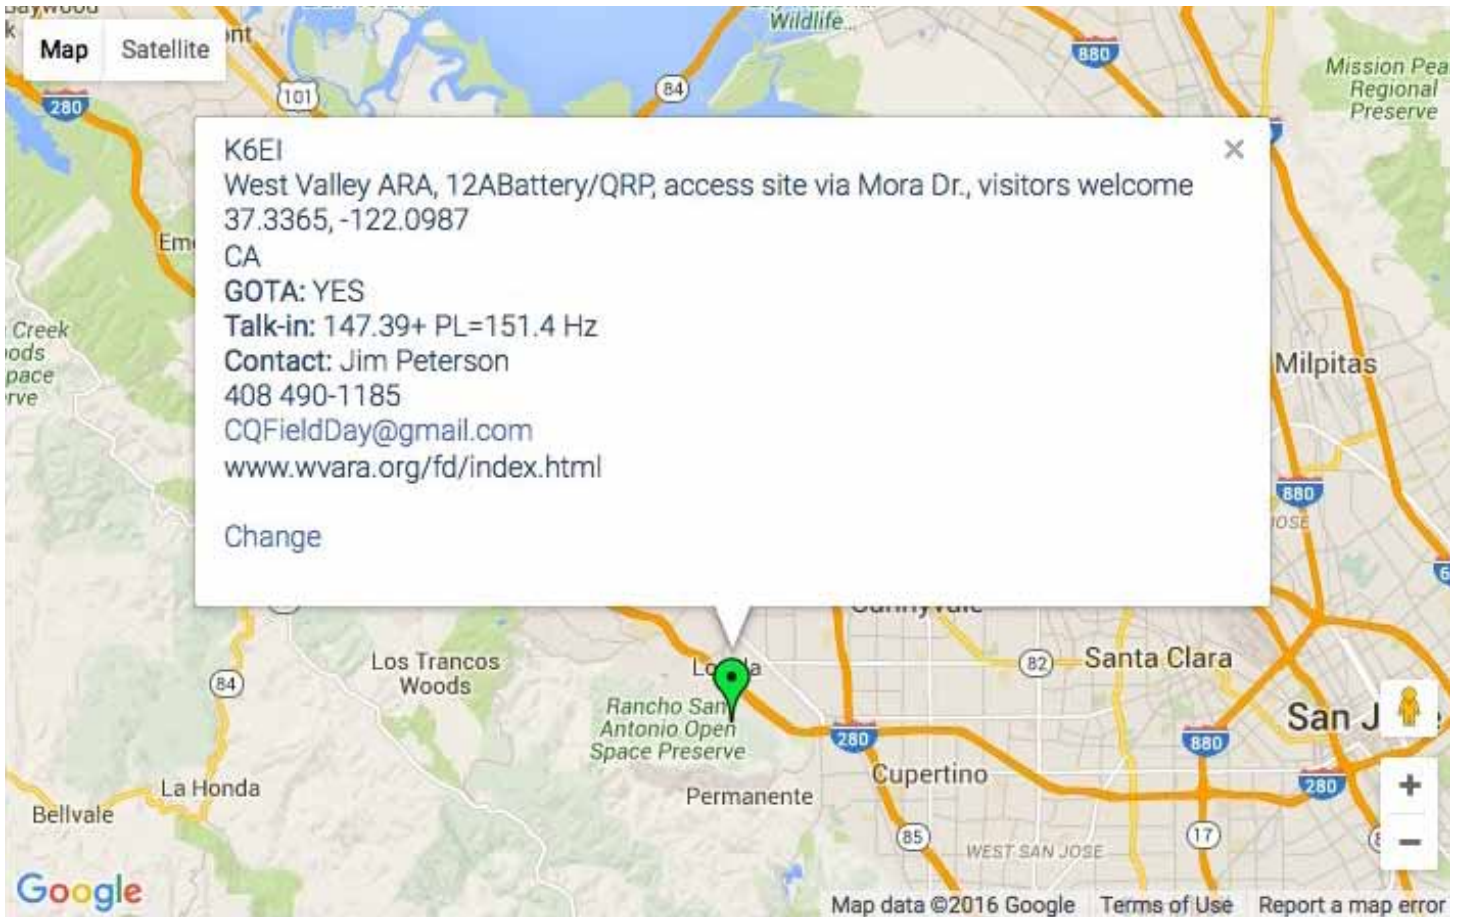 Map Satellite
Wildlife...
101
84
880
280
Mission Pea
Regional
Preserve
K6EI
West Valley ARA, 12ABattery/QRP, access site via Mora Dr., visitors welcome
37.3365, -122.0987
CA
GOTA: YES
Talk-in: 147.39+ PL=151.4 Hz
Contact: Jim Peterson
408 490-1185
CQFieldDay@gmail.com
www.wvara.org/fd/index.html
Change
Eme
Creek
Milpitas
880
Los Trancos
Woods
84
82
Santa Clara
Rancho San
Antonio Open
Space Preserve
280
880
San J
280
La Honda
Bellvale
Permanente
Cupertino
85
WEST SAN JOSE
17
Google
Map data ©2016 Google Terms of Use Report a map error